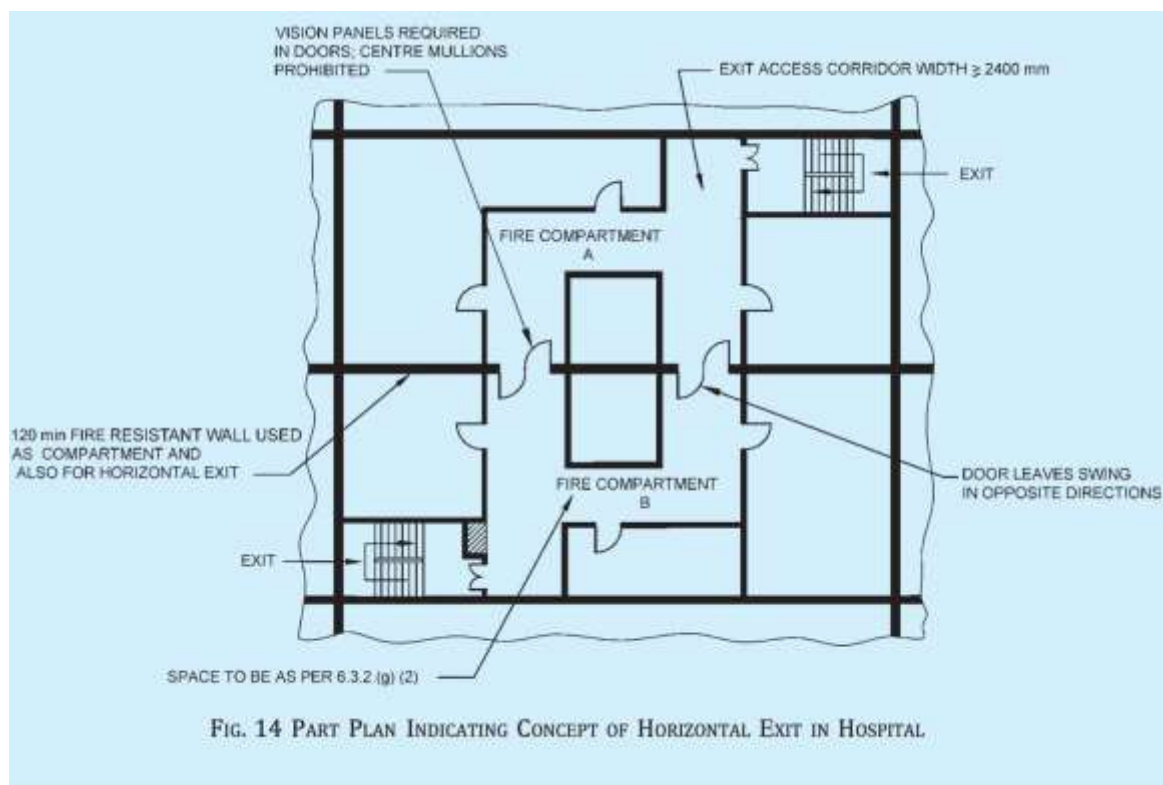 VISION PANELS REQUIRED
IN DOORS; CENTRE MULLIONS
PROHIBITED
EXIT ACCESS CORRIDOR WIDTH ≥ 2400 mm
EXIT
FIRE COMPARTMENT
A
120 min FIRE RESISTANT WALL USED
AS COMPARTMENT AND
ALSO FOR HORIZONTAL EXIT
FIRE COMPARTMENT
B
DOOR LEAVES SWING
IN OPPOSITE DIRECTIONS
EXIT
SPACE TO BE AS PER 6.3.2.(g) (2)
FIG. 14 PART PLAN INDICATING CONCEPT OF HORIZONTAL EXIT IN HOSPITAL